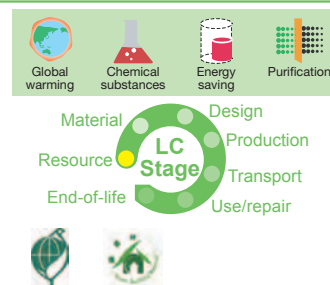 Global
warming
Chemical
substances
Energy
saving
Purification
Material
Design
LC
Stage
Production
Resource
Transport
End-of-life
Use/repair